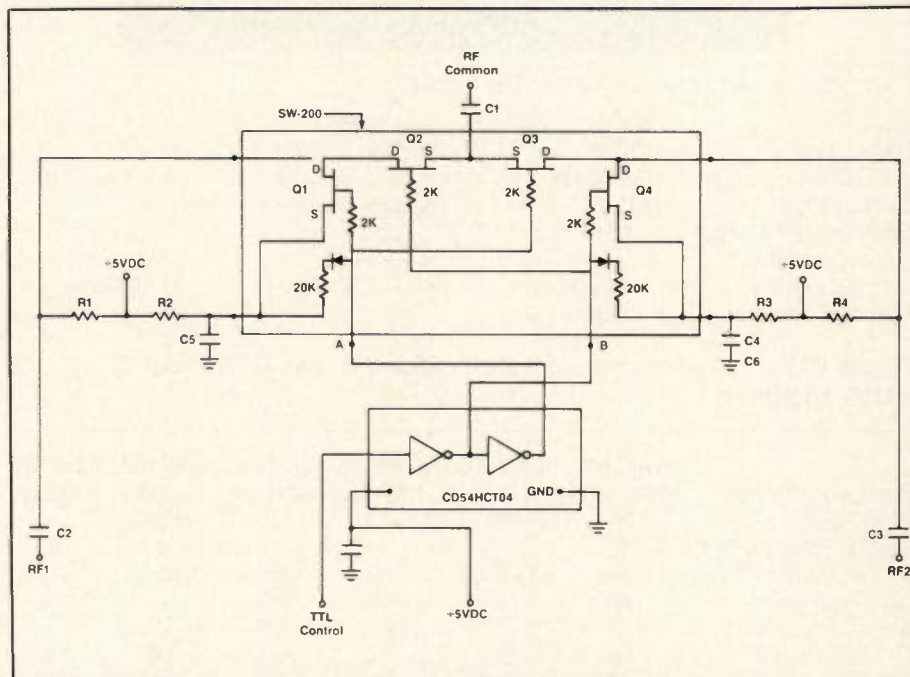 RF
Common
C1
SW-200
Q2
Q3
D
S
S
D
D
Q1
2K
2K
D
Q4
S
2K
2K
S
÷5VDC
20K
20K
÷5VDC
R1
R2
R3
R4
C5
A
B
C4
C6
CD54HCT04
GND
C2
C3
RF1
RF2
TTL
Control
÷5VDC